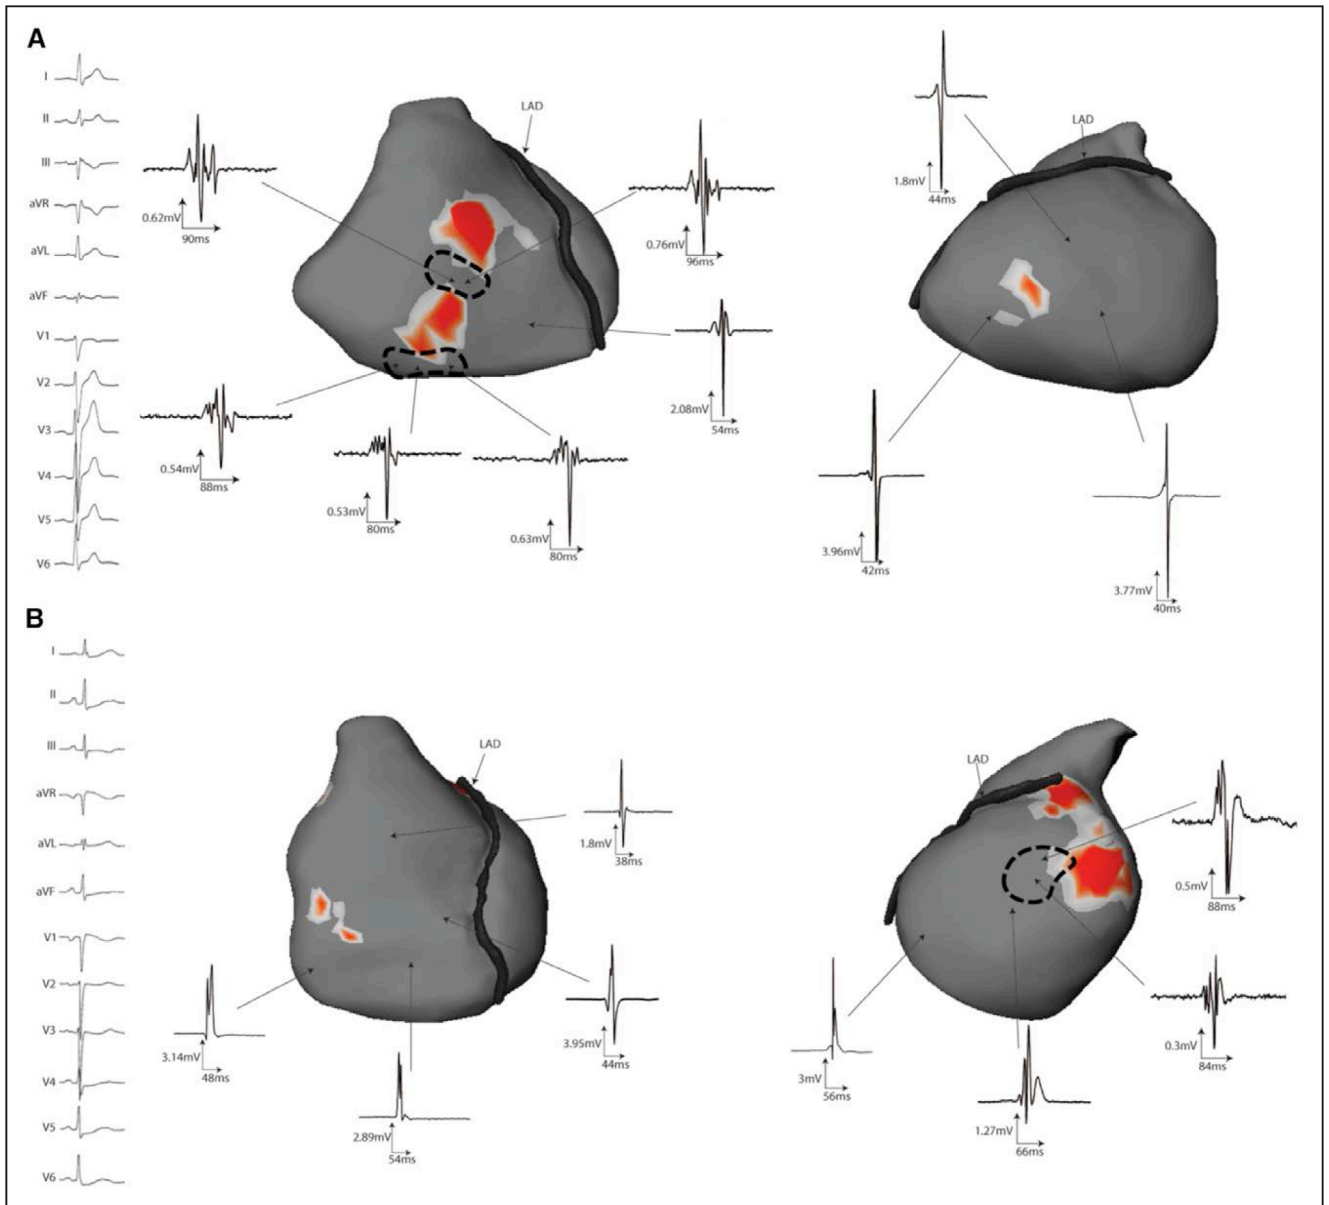 A
I
II
III
aVR
aVL
aVF
V1
V2
V3
V4
V5
V6
0.62mV
90ms
LAD
0.76mV
96ms
2.08mV
54ms
0.54mV
88ms
0.53mV
80ms
0.63mV
80ms
1.8mV
44ms
LAD
3.96mV
42ms
3.77mV
40ms
B
I
II
III
aVR
aVL
aVF
V1
V2
V3
V4
V5
V6
LAD
1.8mV
38ms
3.95mV
44ms
3.14mV
48ms
2.89mV
54ms
LAD
0.5mV
88ms
0.3mV
84ms
3mV
56ms
1.27mV
66ms